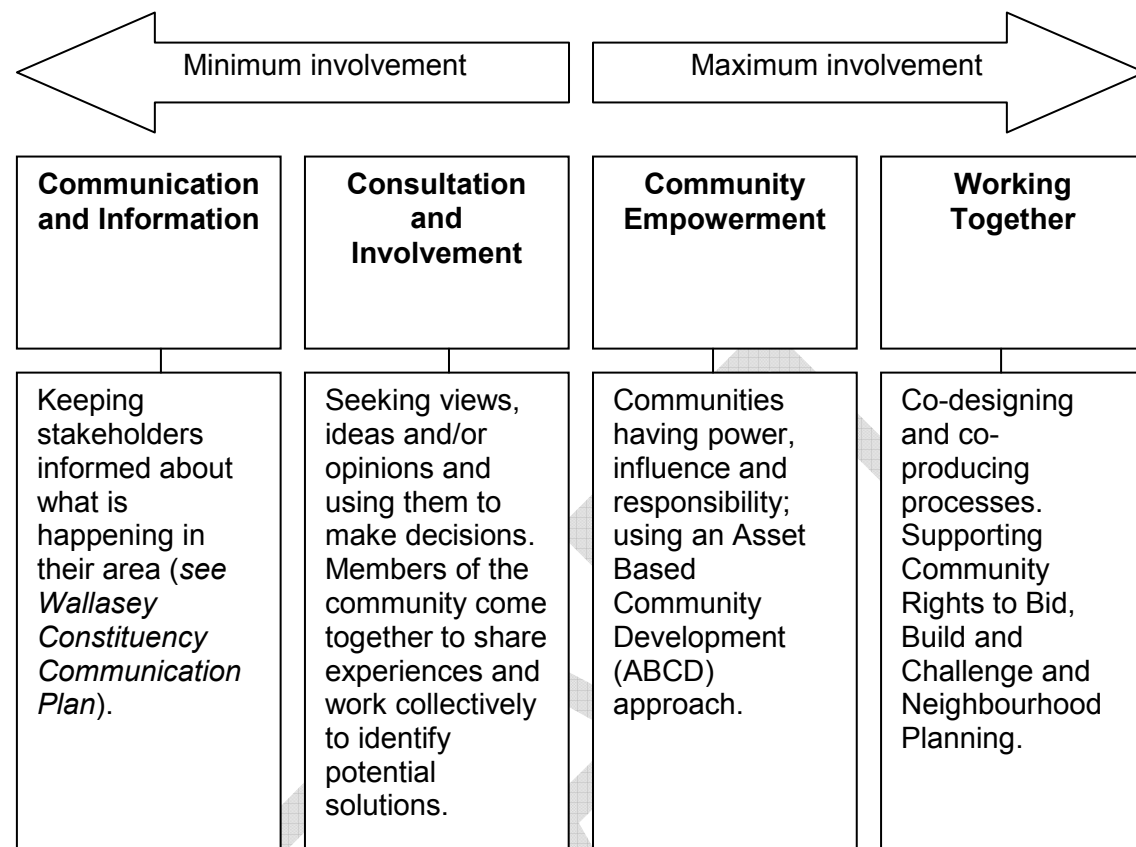 Minimum involvement
Maximum involvement
Communication
and Information
Consultation
and
Involvement
Community
Empowerment
Working
Together
Keeping
stakeholders
informed about
what is
happening in
their area (see
Wallasey
Constituency
Communication
Plan).
Seeking views,
ideas and/or
opinions and
using them to
make decisions.
Members of the
community come
together to share
experiences and
work collectively
to identify
potential
solutions.
Communities
having power,
influence and
responsibility;
using an Asset
Based
Community
Development
(ABCD)
approach.
Co-designing
and co-
producing
processes.
Supporting
Community
Rights to Bid,
Build and
Challenge and
Neighbourhood
Planning.